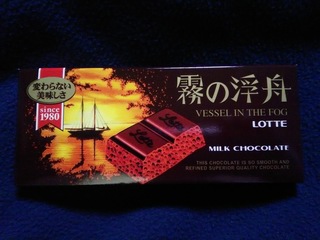 変わらない
美味しさ
since
1980
霧の浮舟
VESSEL IN THE FOG
LOTTE
MILK CHOCOLATE
THIS CHOCOLATE IS SO SMOOTH AND
REFINED SUPERIOR QUALITY CHOCOLATE